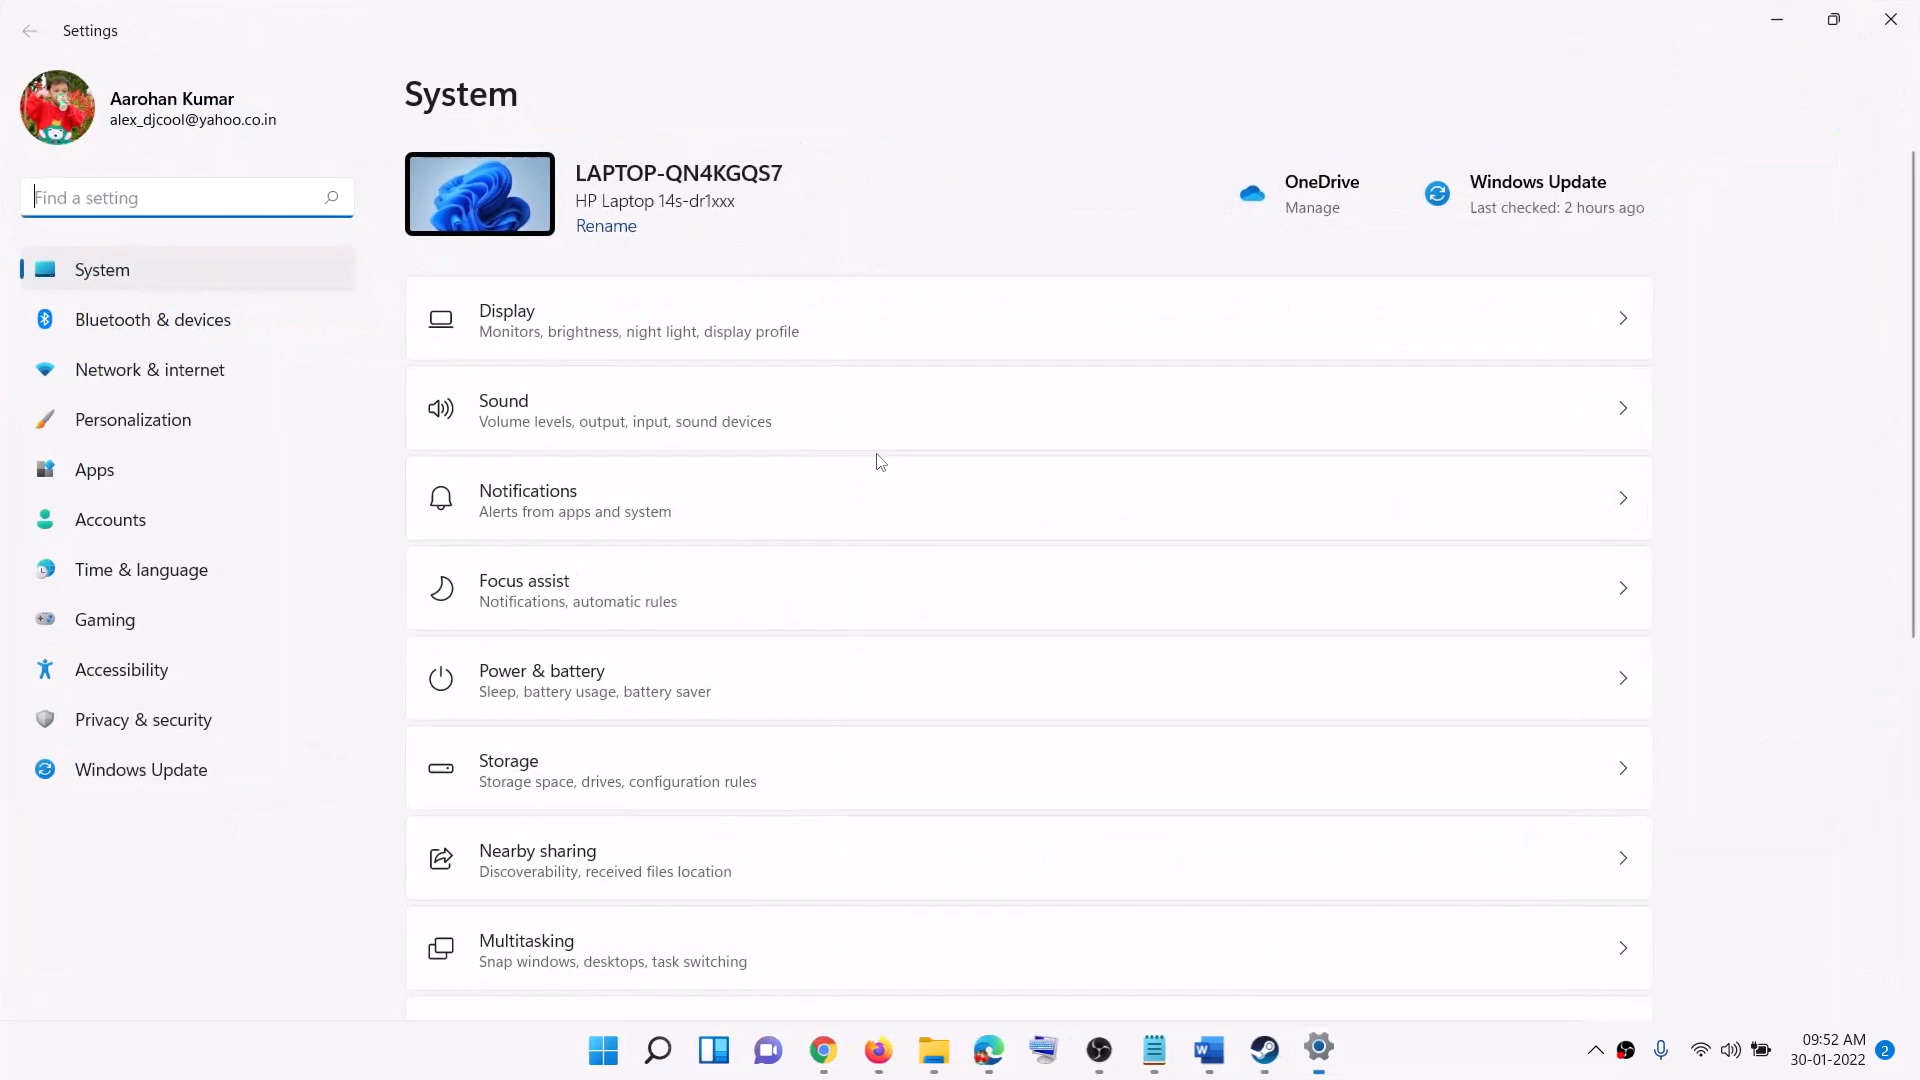 Settings
Aarohan Kumar
alex_djcool@yahoo.co.in
Find a setting
System
Bluetooth & devices
Network & internet
Personalization
Apps
Accounts
Time & language
Gaming
Accessibility
Privacy & security
Windows Update
System
LAPTOP-QN4KGQS7
HP Laptop 14s-dr1xxx
Rename
OneDrive
Manage
Windows Update
Last checked: 2 hours ago
Display
Monitors, brightness, night light, display profile
Sound
Volume levels, output, input, sound devices
Notifications
Alerts from apps and system
Focus assist
Notifications, automatic rules
Power & battery
Sleep, battery usage, battery saver
Storage
Storage space, drives, configuration rules
Nearby sharing
Discoverability, received files location
Multitasking
Snap windows, desktops, task switching
09:52 AM
30-01-2022
2